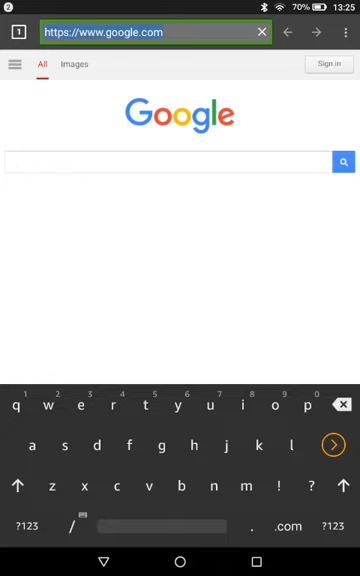 2 70% 13:25
1 https://www.google.com
All Images Sign in
Google
1 2 3 4 5 6 7 8 9 0
q w e r t y u i o p
a s d f g h j k l
z x c v b n m ! ?
?123 / . .com ?123